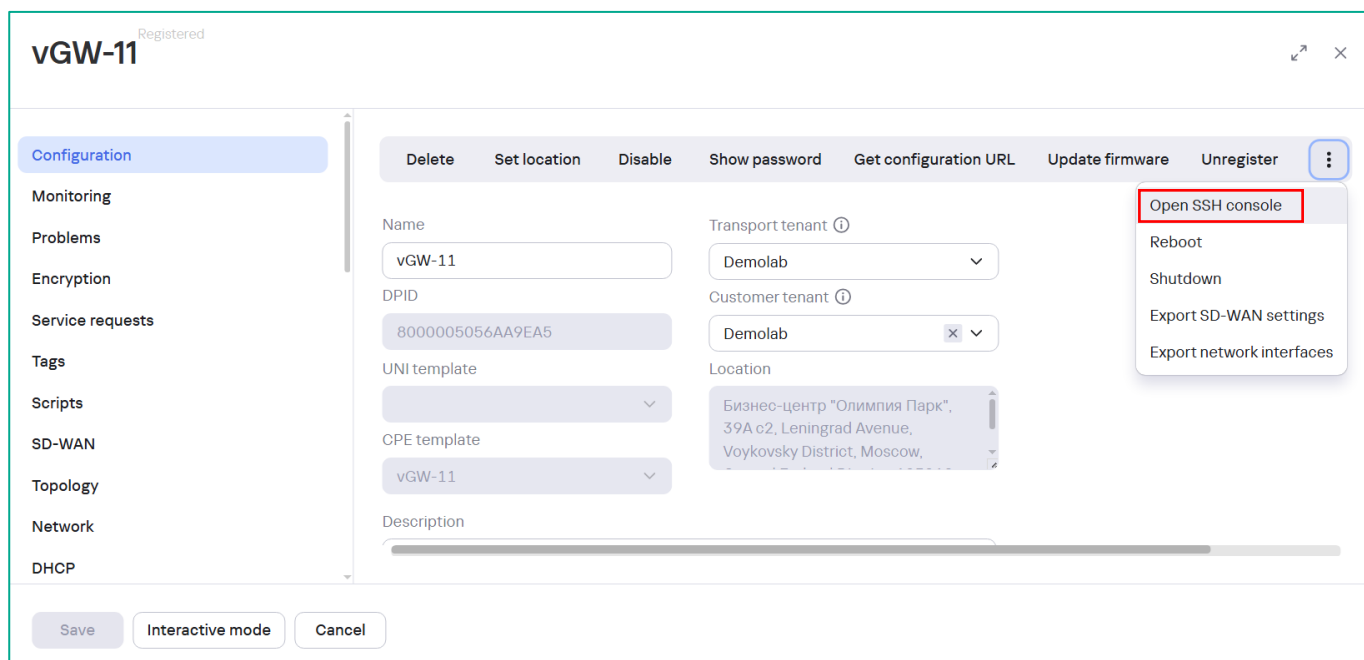 vGW-11
Registered
Configuration
Monitoring
Problems
Encryption
Service requests
Tags
Scripts
SD-WAN
Topology
Network
DHCP
Delete
Set location
Disable
Show password
Get configuration URL
Update firmware
Unregister
Open SSH console
Reboot
Shutdown
Export SD-WAN settings
Export network interfaces
Name
vGW-11
DPID
8000005056AA9EA5
UNI template
CPE template
vGW-11
Description
Transport tenant
Demolab
Customer tenant
Demolab
Location
Бизнес-центр "Олимпия Парк",
39А с2, Leningrad Avenue,
Voykovsky District, Moscow,
Save
Interactive mode
Cancel